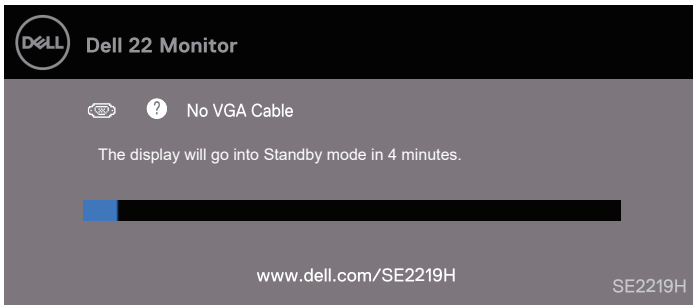 DELL
Dell 22 Monitor
? No VGA Cable
The display will go into Standby mode in 4 minutes.
www.dell.com/SE2219H
SE2219H